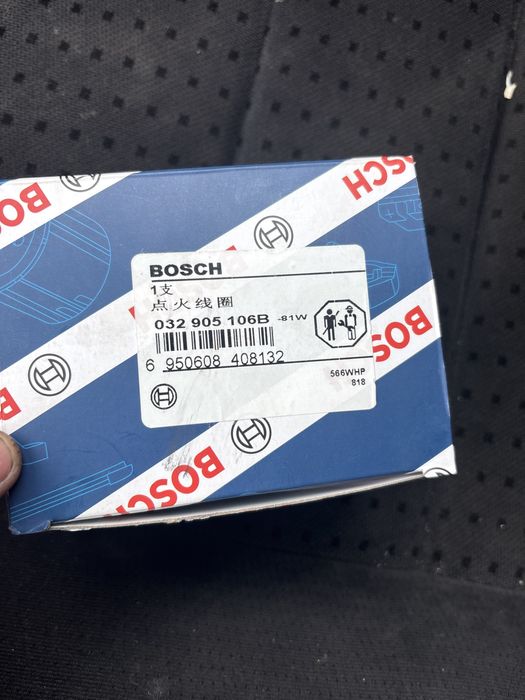 BOSCH
BOSCH
BOSCH
1支
点火线圈
032 905 106B -81W
6 950608 408132
566WHP
818
BOSCH
BOSCH